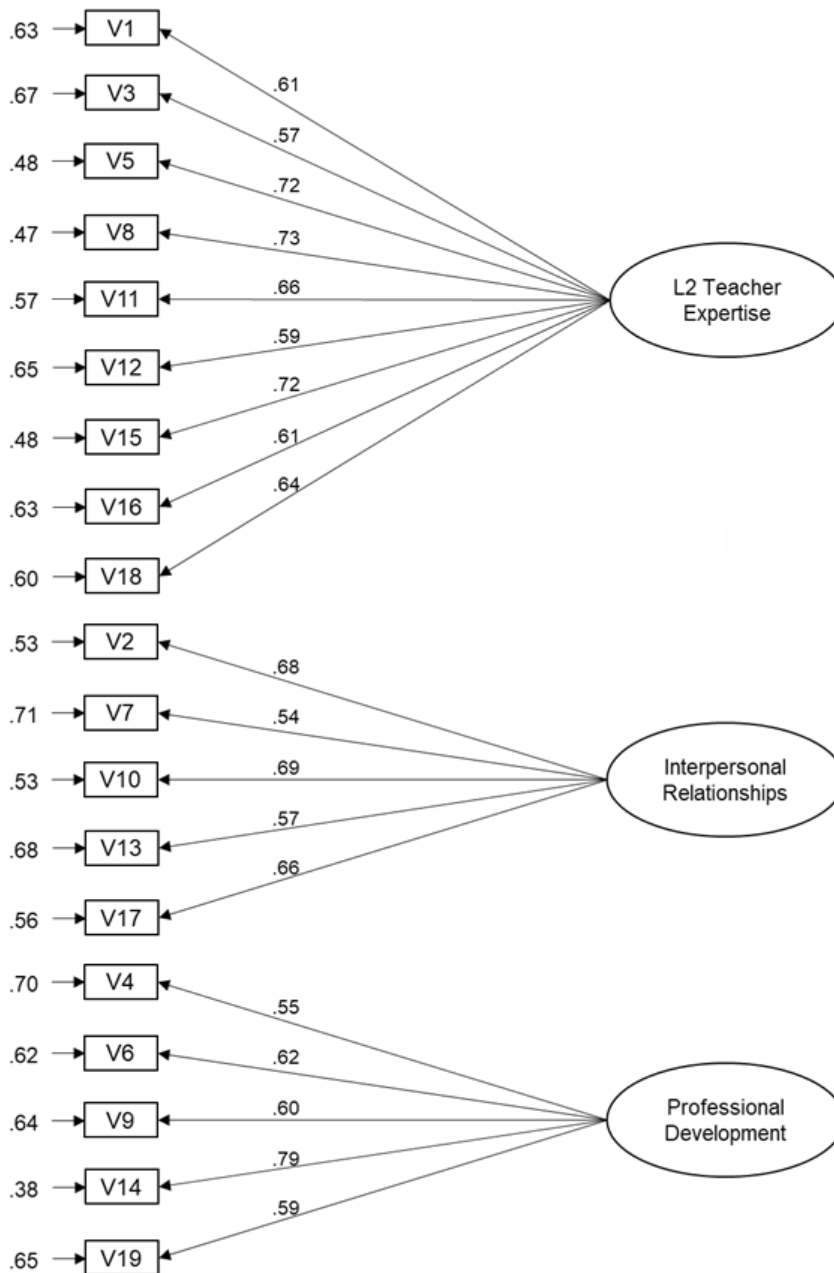 .63 V1 .61
.67 V3 .57
.48 V5 .72
.47 V8 .73
.57 V11 .66
.65 V12 .59
.48 V15 .72
.63 V16 .61
.60 V18 .64
L2 Teacher
Expertise
.53 V2 .68
.71 V7 .54
.53 V10 .69
.68 V13 .57
.56 V17 .66
Interpersonal
Relationships
.70 V4 .55
.62 V6 .62
.64 V9 .60
.38 V14 .79
.65 V19 .59
Professional
Development